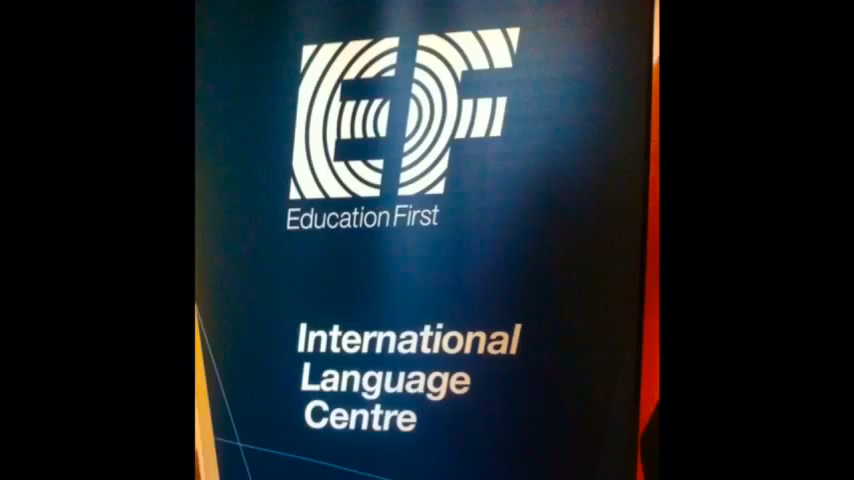 EF
Education First
International
Language
Centre